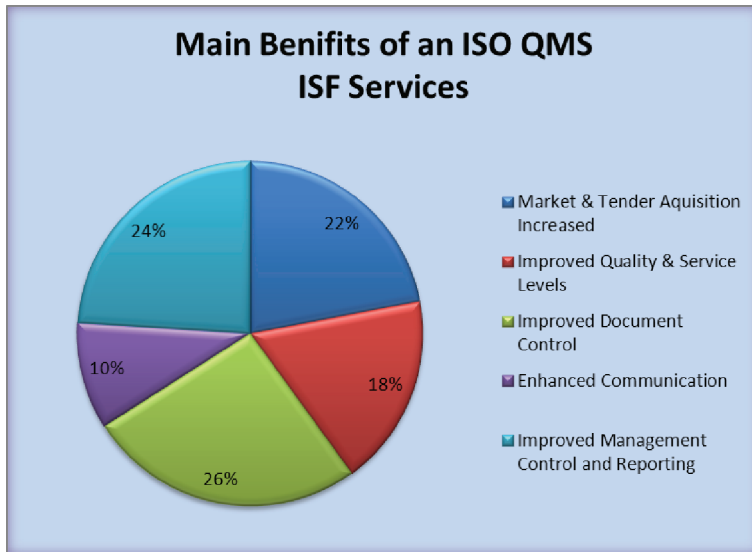 Main Benifits of an ISO QMS
ISF Services
22%
18%
26%
10%
24%
Market & Tender Aquisition
Increased
Improved Quality & Service
Levels
Improved Document
Control
Enhanced Communication
Improved Management
Control and Reporting